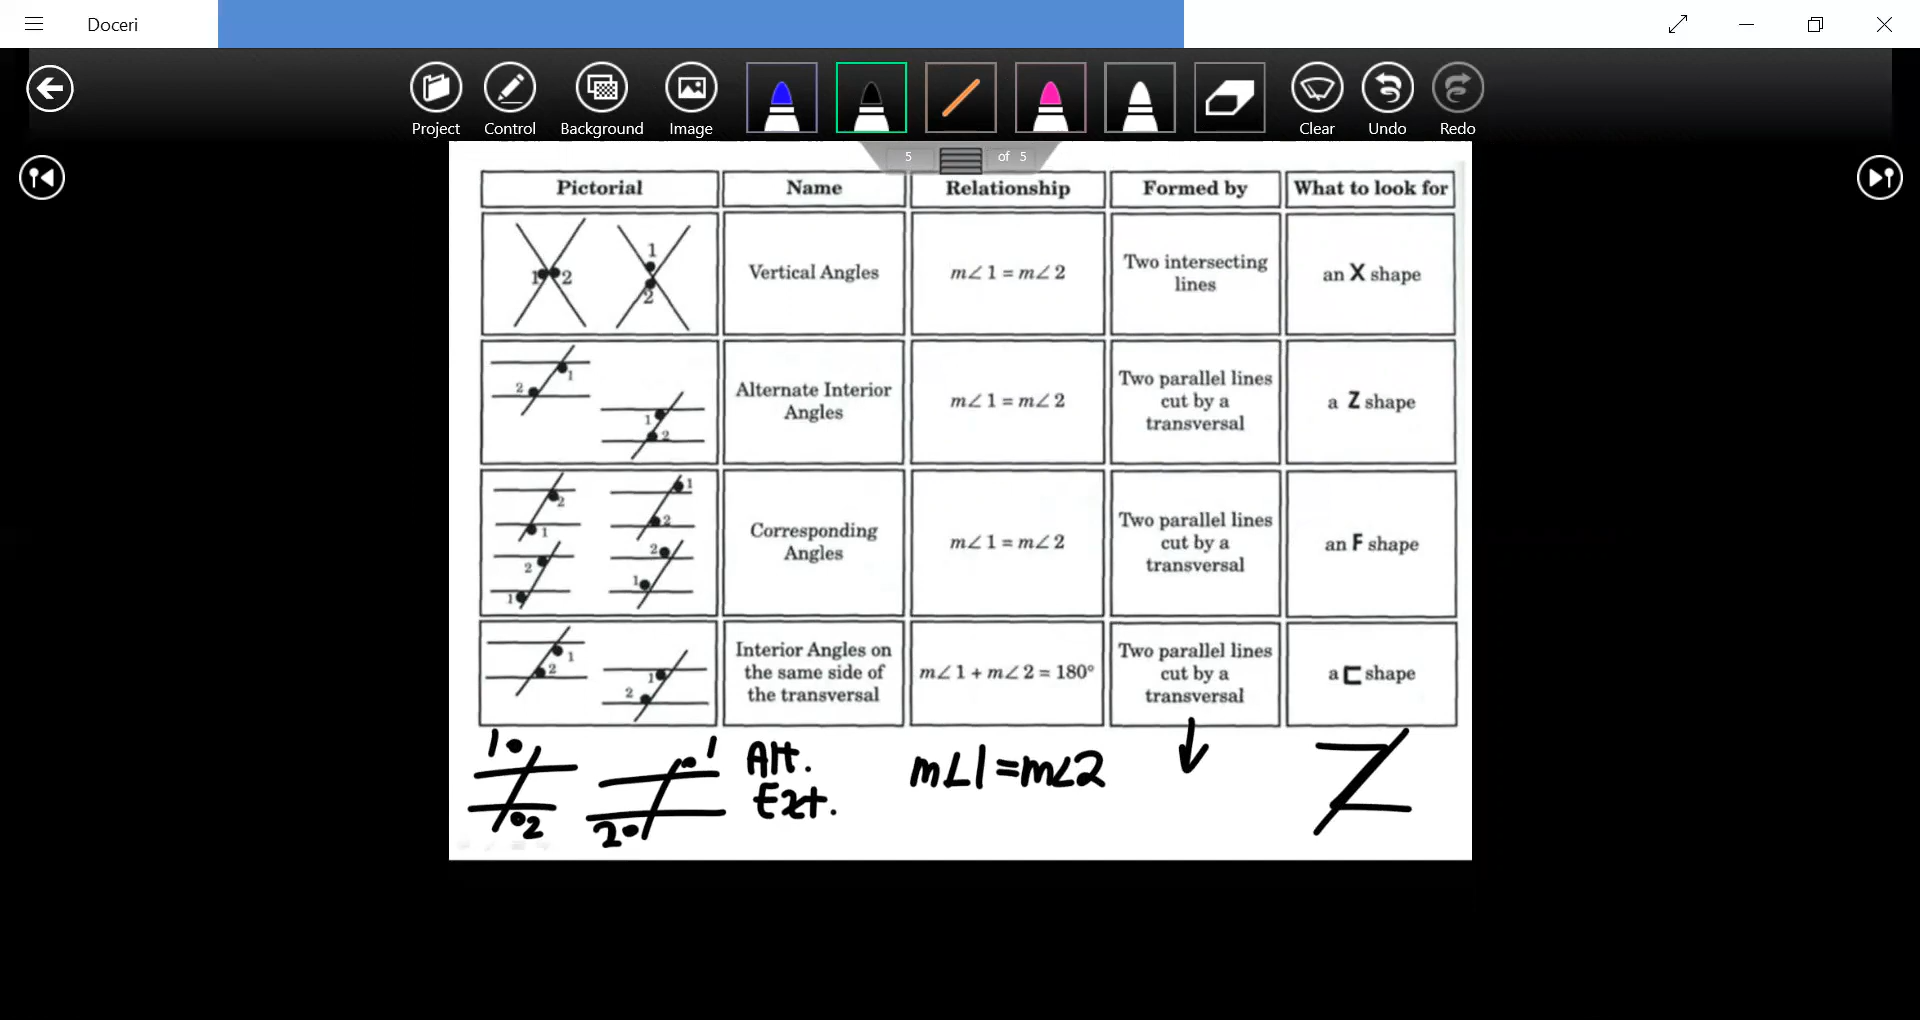 Doceri
Project Control Background Image Clear Undo Redo
5 of 5
Pictorial Name Relationship Formed by What to look for
1 2 1 2
Vertical Angles
m∠1 = m∠2
Two intersecting
lines
an X shape
2 1 1 2
Alternate Interior
Angles
m∠1 = m∠2
Two parallel lines
cut by a
transversal
a Z shape
2 1 1 2
2 1 2 1
Corresponding
Angles
m∠1 = m∠2
Two parallel lines
cut by a
transversal
an F shape
1 2 1 2
Interior Angles on
the same side of
the transversal
m∠1 + m∠2 = 180°
Two parallel lines
cut by a
transversal
a ⊏ shape
1 2 1 2
Alt.
Ext.
m∠1 = m∠2
Z